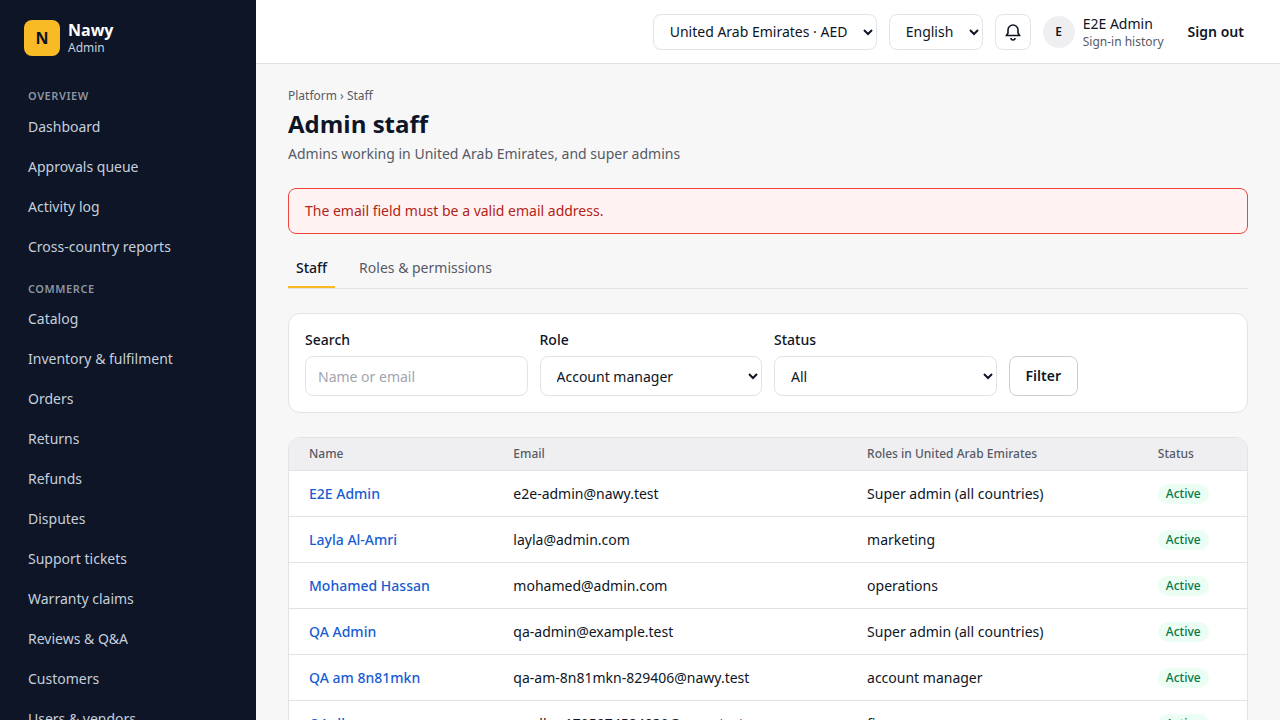 N
Nawy
Admin
United Arab Emirates · AED
English
E
E2E Admin
Sign-in history
Sign out
OVERVIEW
Dashboard
Approvals queue
Activity log
Cross-country reports
COMMERCE
Catalog
Inventory & fulfilment
Orders
Returns
Refunds
Disputes
Support tickets
Warranty claims
Reviews & Q&A
Customers
Users & vendors
Platform › Staff
Admin staff
Admins working in United Arab Emirates, and super admins
The email field must be a valid email address.
Staff Roles & permissions
Search Role Status
Name or email Account manager All Filter
Name Email Roles in United Arab Emirates Status
E2E Admin e2e-admin@nawy.test Super admin (all countries) Active
Layla Al-Amri layla@admin.com marketing Active
Mohamed Hassan mohamed@admin.com operations Active
QA Admin qa-admin@example.test Super admin (all countries) Active
QA am 8n81mkn qa-am-8n81mkn-829406@nawy.test account manager Active